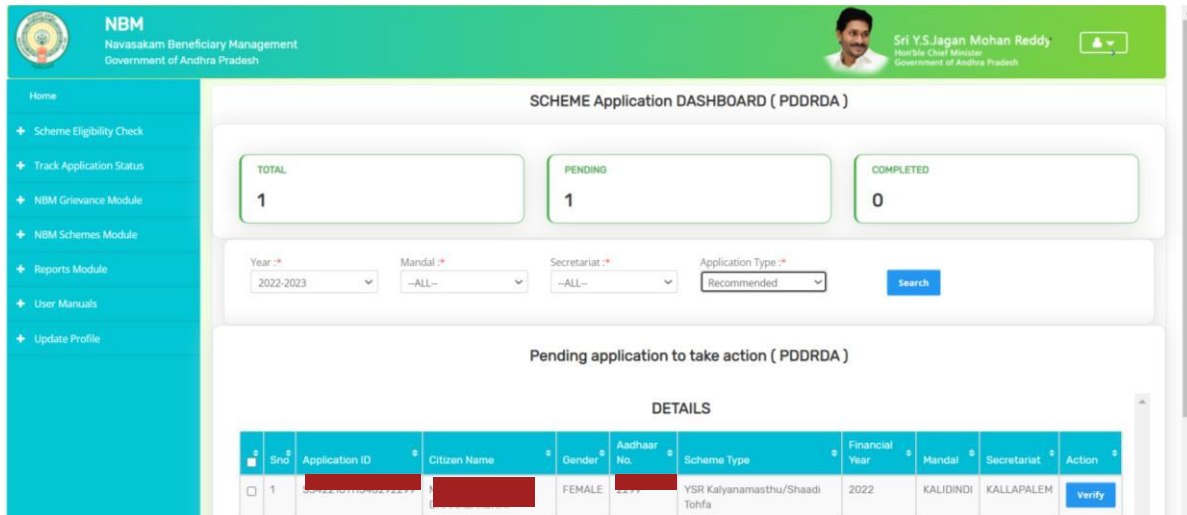 NBM
Navasakam Beneficiary Management
Government of Andhra Pradesh
Sri Y.S.Jagan Mohan Reddy
Hon'ble Chief Minister
Government of Andhra Pradesh
Home
Scheme Eligibility Check
Track Application Status
NBM Grievance Module
NBM Schemes Module
Reports Module
User Manuals
Update Profile
SCHEME Application DASHBOARD ( PDDRDA )
TOTAL PENDING COMPLETED
1 1 0
Year :* Mandal :* Secretariat :* Application Type :*
2022-2023 --ALL-- --ALL-- Recommended Search
Pending application to take action ( PDDRDA )
DETAILS
Sno Application ID Citizen Name Gender Aadhaar No. Scheme Type Financial Year Mandal Secretariat Action
1 FEMALE YSR Kalyanamasthu/Shaadi Tohfa 2022 KALIDINDI KALLAPALEM Verify